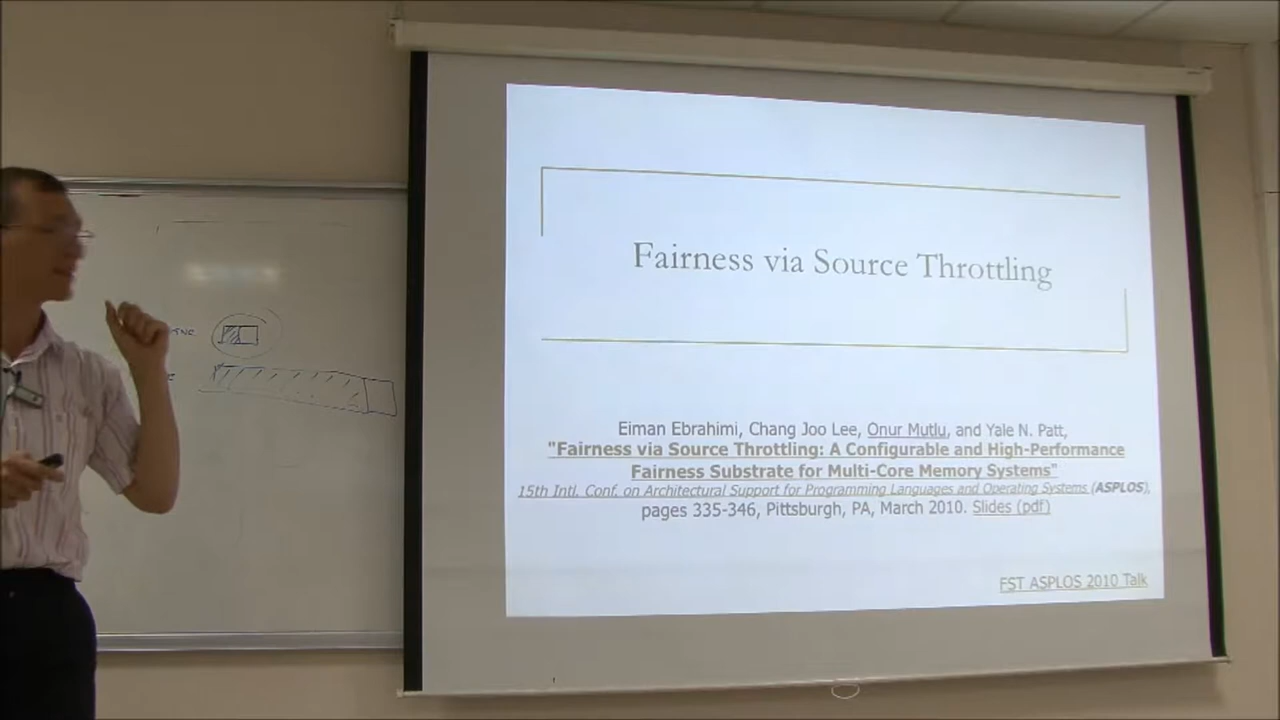 Fairness via Source Throttling
Eiman Ebrahimi, Chang Joo Lee, Onur Mutlu, and Yale N. Patt,
"Fairness via Source Throttling: A Configurable and High-Performance
Fairness Substrate for Multi-Core Memory Systems"
15th Intl. Conf. on Architectural Support for Programming Languages and Operating Systems (ASPLOS),
pages 335-346, Pittsburgh, PA, March 2010. Slides (pdf)
FST ASPLOS 2010 Talk